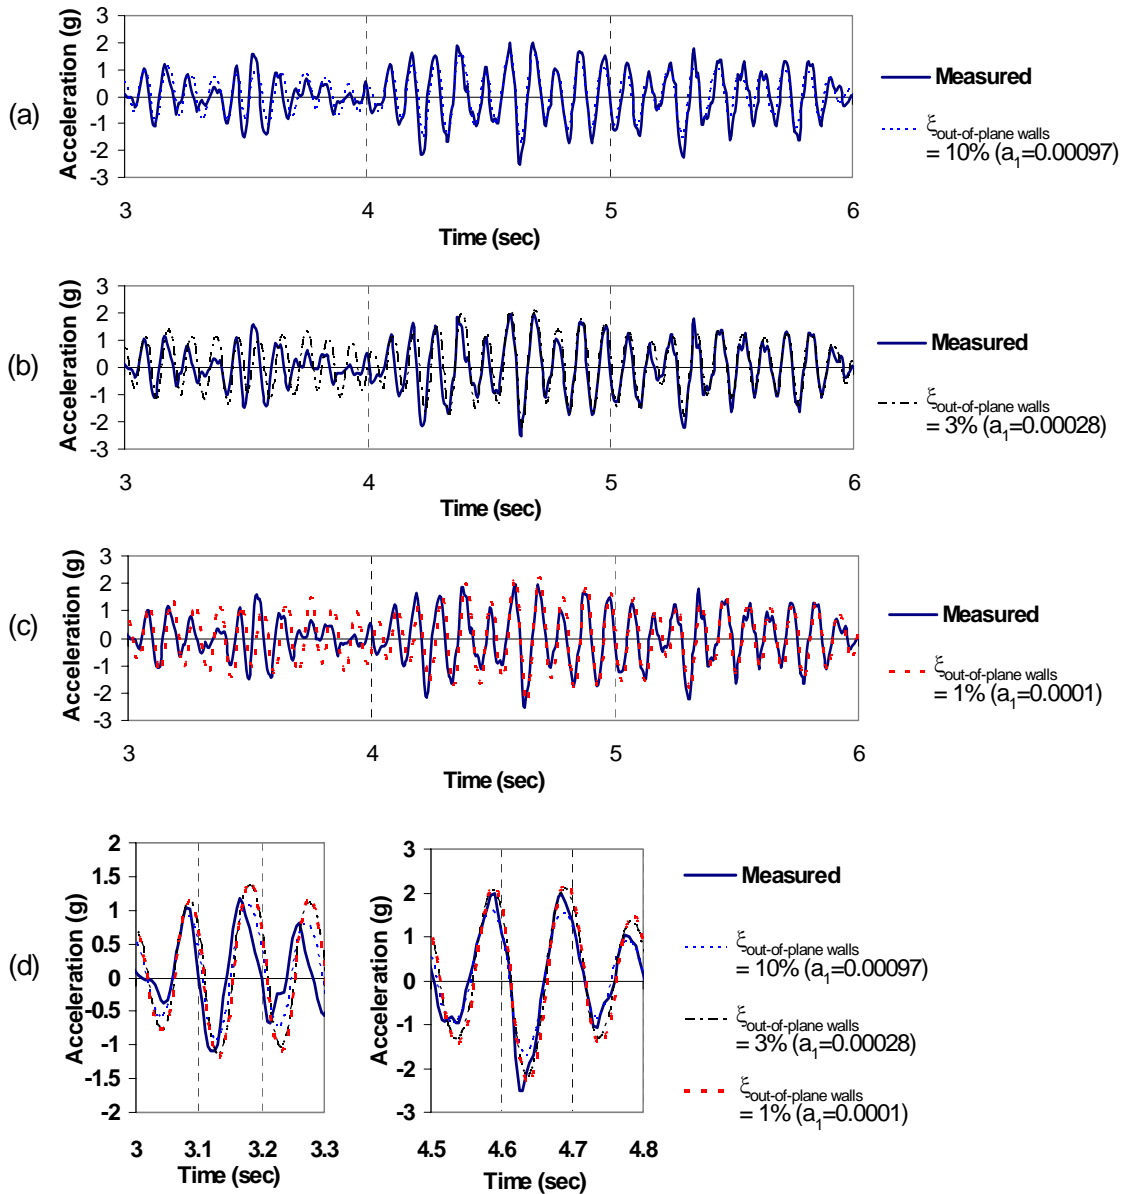 (a)
Acceleration (g)
3
2
1
0
-1
-2
-3
3 4 5 6
Time (sec)
Measured
ξout-of-plane walls
= 10% (a1=0.00097)
(b)
Acceleration (g)
3
2
1
0
-1
-2
-3
3 4 5 6
Time (sec)
Measured
ξout-of-plane walls
= 3% (a1=0.00028)
(c)
Acceleration (g)
3
2
1
0
-1
-2
-3
3 4 5 6
Time (sec)
Measured
ξout-of-plane walls
= 1% (a1=0.0001)
(d)
Acceleration (g)
2
1.5
1
0.5
0
-0.5
-1
-1.5
-2
3 3.1 3.2 3.3
Time (sec)
Acceleration (g)
3
2
1
0
-1
-2
-3
4.5 4.6 4.7 4.8
Time (sec)
Measured
ξout-of-plane walls
= 10% (a1=0.00097)
ξout-of-plane walls
= 3% (a1=0.00028)
ξout-of-plane walls
= 1% (a1=0.0001)